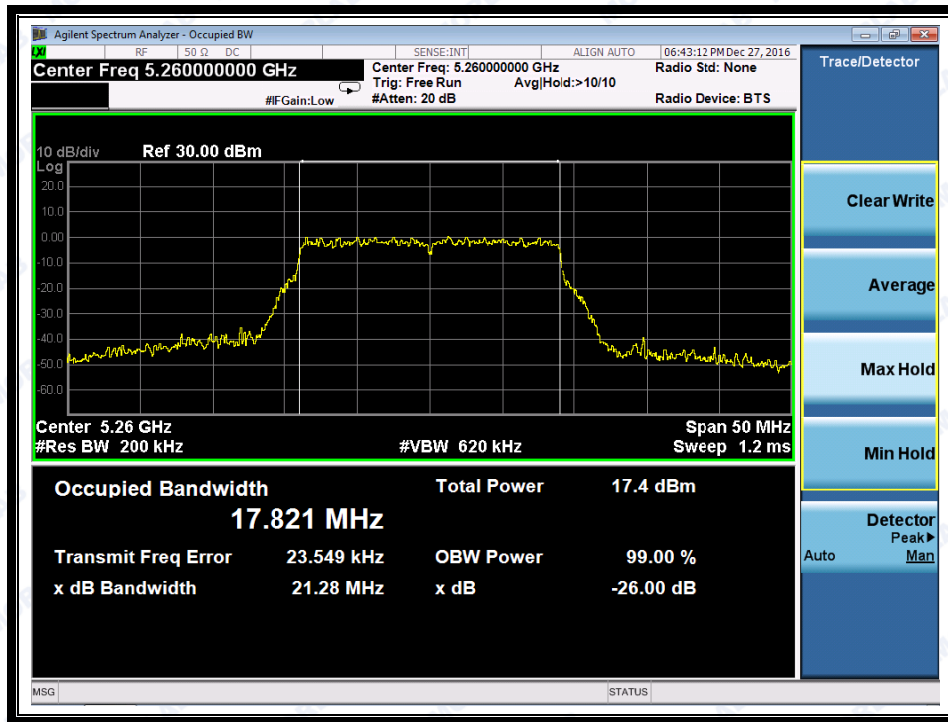 Agilent Spectrum Analyzer - Occupied BW
LXI RF 50 Ω DC SENSE:INT ALIGN AUTO 06:43:12 PM Dec 27, 2016
Center Freq 5.260000000 GHz
Center Freq: 5.260000000 GHz Radio Std: None
Trig: Free Run Avg|Hold:>10/10
#IFGain:Low #Atten: 20 dB Radio Device: BTS
10 dB/div Ref 30.00 dBm
Log
20.0
10.0
0.00
-10.0
-20.0
-30.0
-40.0
-50.0
-60.0
Center 5.26 GHz Span 50 MHz
#Res BW 200 kHz #VBW 620 kHz Sweep 1.2 ms
Occupied Bandwidth Total Power 17.4 dBm
17.821 MHz
Transmit Freq Error 23.549 kHz OBW Power 99.00 %
x dB Bandwidth 21.28 MHz x dB -26.00 dB
MSG STATUS
Trace/Detector
Clear Write
Average
Max Hold
Min Hold
Detector
Peak▶
Auto Man